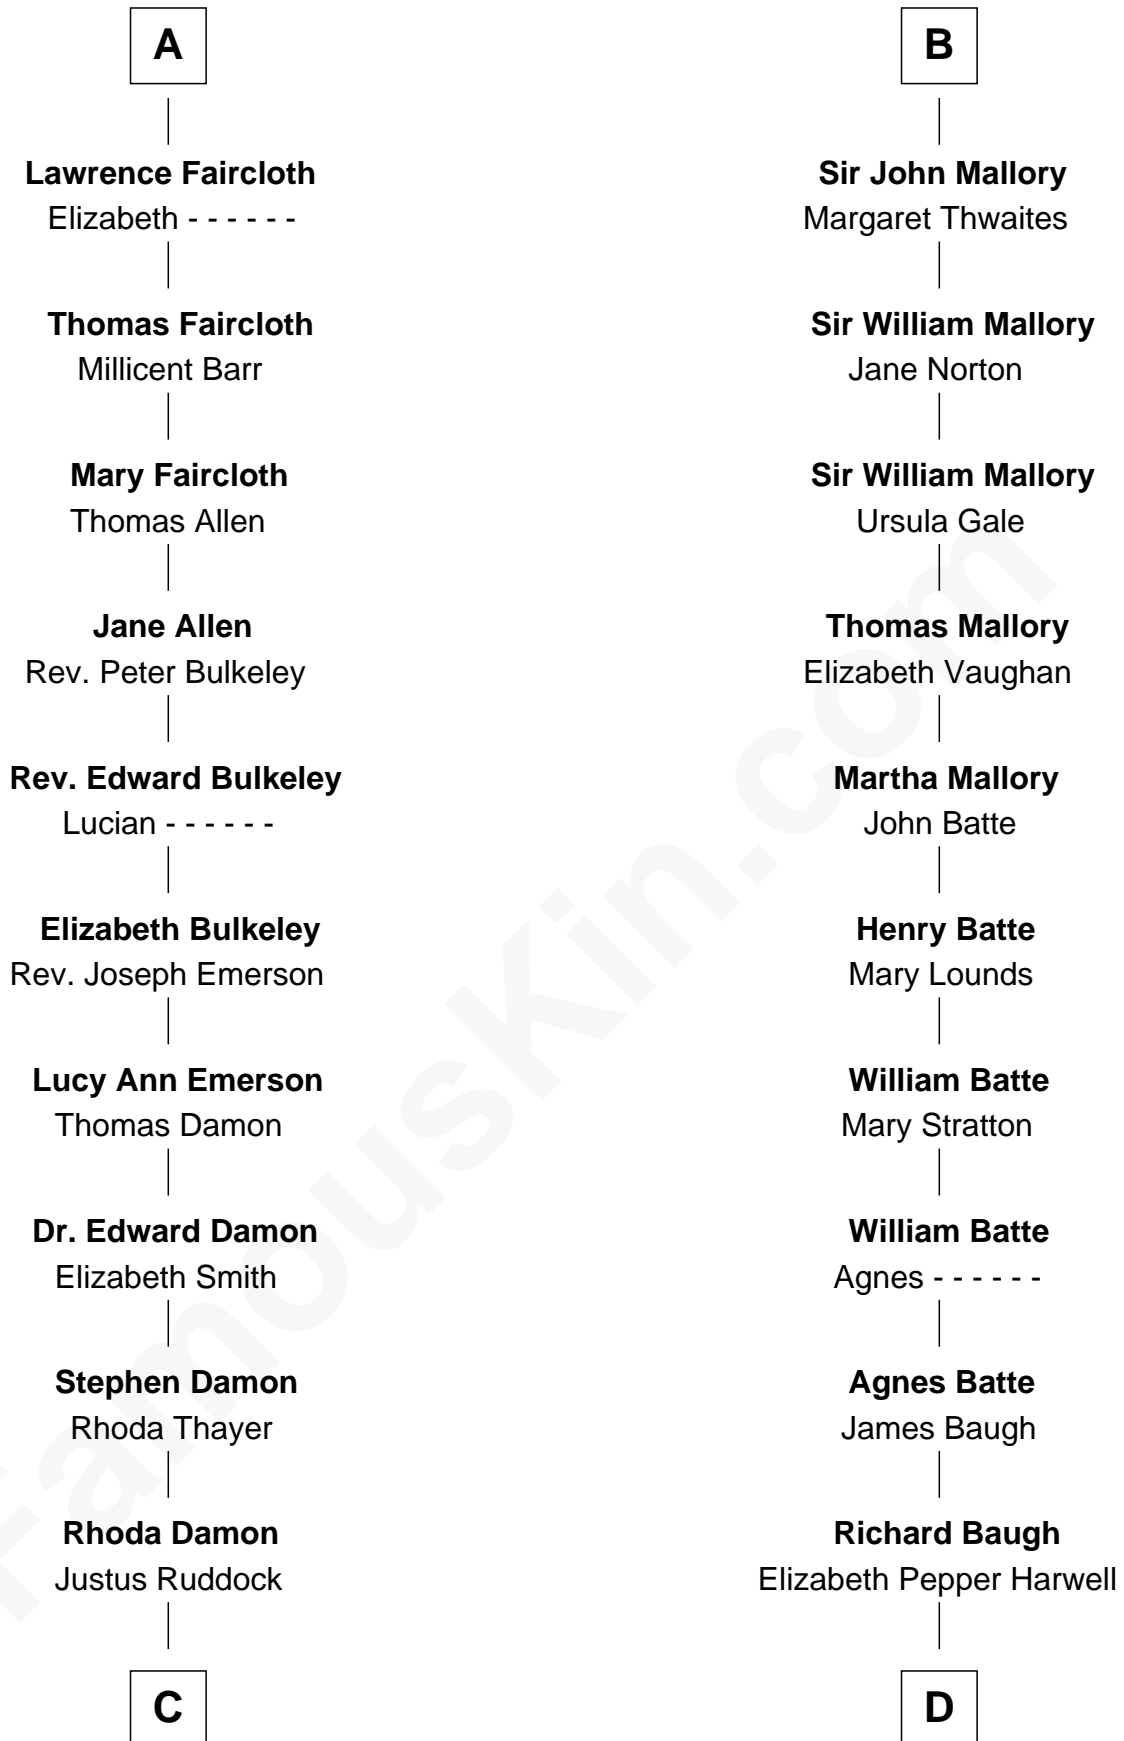 A
Lawrence Faircloth
Elizabeth - - - - - -
Thomas Faircloth
Millicent Barr
Mary Faircloth
Thomas Allen
Jane Allen
Rev. Peter Bulkeley
Rev. Edward Bulkeley
Lucian - - - - - -
Elizabeth Bulkeley
Rev. Joseph Emerson
Lucy Ann Emerson
Thomas Damon
Dr. Edward Damon
Elizabeth Smith
Stephen Damon
Rhoda Thayer
Rhoda Damon
Justus Ruddock
C
B
Sir John Mallory
Margaret Thwaites
Sir William Mallory
Jane Norton
Sir William Mallory
Ursula Gale
Thomas Mallory
Elizabeth Vaughan
Martha Mallory
John Batte
Henry Batte
Mary Lounds
William Batte
Mary Stratton
William Batte
Agnes - - - - - -
Agnes Batte
James Baugh
Richard Baugh
Elizabeth Pepper Harwell
D
FamousKin.com